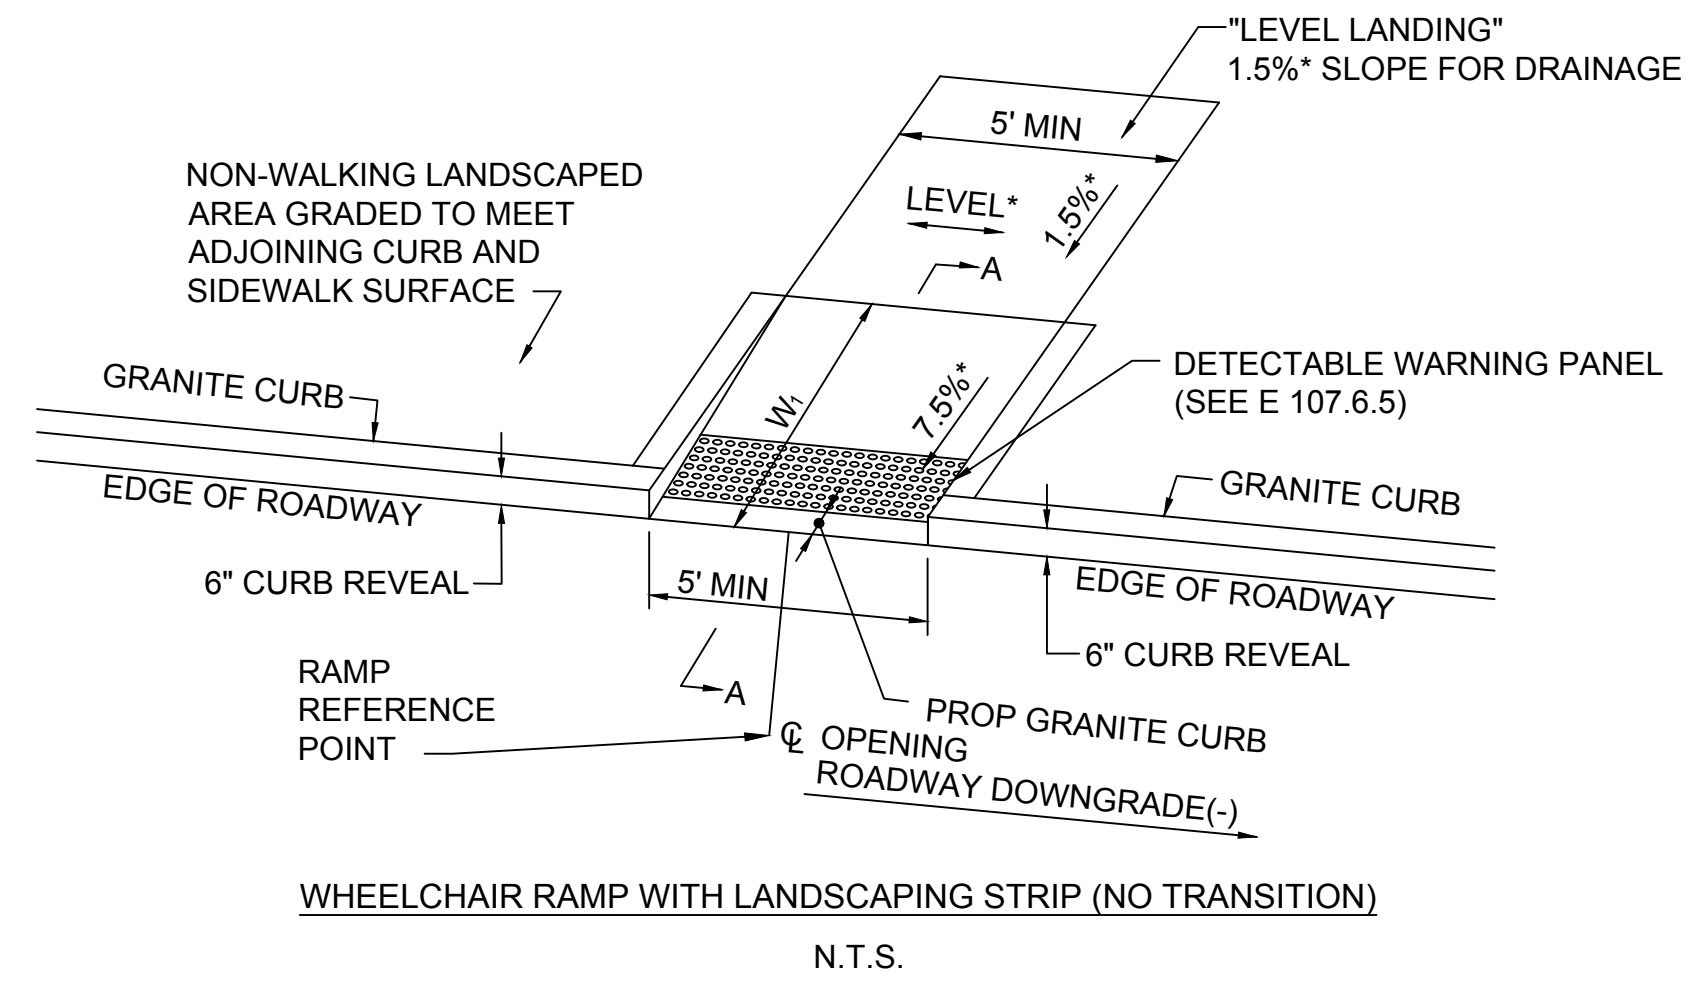 "LEVEL LANDING"
1.5%* SLOPE FOR DRAINAGE
5' MIN
NON-WALKING LANDSCAPED
AREA GRADED TO MEET
ADJOINING CURB AND
SIDEWALK SURFACE
LEVEL*
1.5%*
A
GRANITE CURB
DETECTABLE WARNING PANEL
(SEE E 107.6.5)
W1
7.5%*
EDGE OF ROADWAY
GRANITE CURB
6" CURB REVEAL
5' MIN
EDGE OF ROADWAY
6" CURB REVEAL
RAMP
REFERENCE
POINT
A
PROP GRANITE CURB
℄ OPENING
ROADWAY DOWNGRADE(-)
WHEELCHAIR RAMP WITH LANDSCAPING STRIP (NO TRANSITION)
N.T.S.